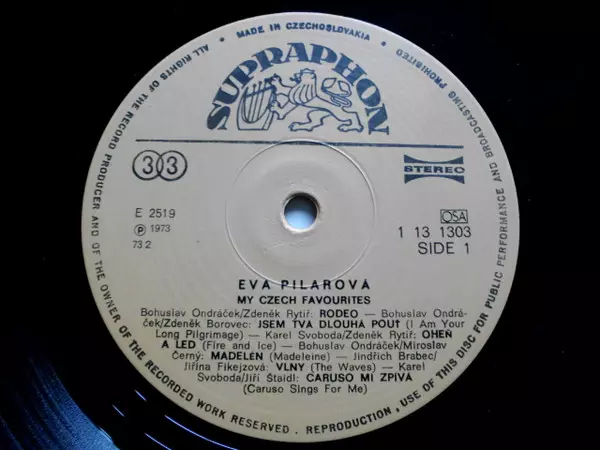 MADE IN CZECHOSLOVAKIA
ALL RIGHTS OF THE RECORD PRODUCER AND OF THE OWNER OF THE RECORDED WORK RESERVED . REPRODUCTION , USE OF THIS DISC FOR PUBLIC PERFORMANCE AND BROADCASTING PROHIBITED
SUPRAPHON
33
STEREO
E 2519
OSA
Ⓟ 1973
1 13 1303
73 2
SIDE 1
EVA PILAROVÁ
MY CZECH FAVOURITES
Bohuslav Ondráček/Zdeněk Rytíř: RODEO — Bohuslav Ondrá-
ček/Zdeněk Borovec: JSEM TVÁ DLOUHÁ POUŤ (I Am Your
Long Pilgrimage) — Karel Svoboda/Zdeněk Rytíř: OHEŇ
A LED (Fire and Ice) — Bohuslav Ondráček/Miroslav
Černý: MADELEN (Madeleine) — Jindřich Brabec/
Jiřina Fikejzová: VLNY (The Waves) — Karel
Svoboda/Jiří Štaidl: CARUSO MI ZPÍVÁ
(Caruso Sings For Me)